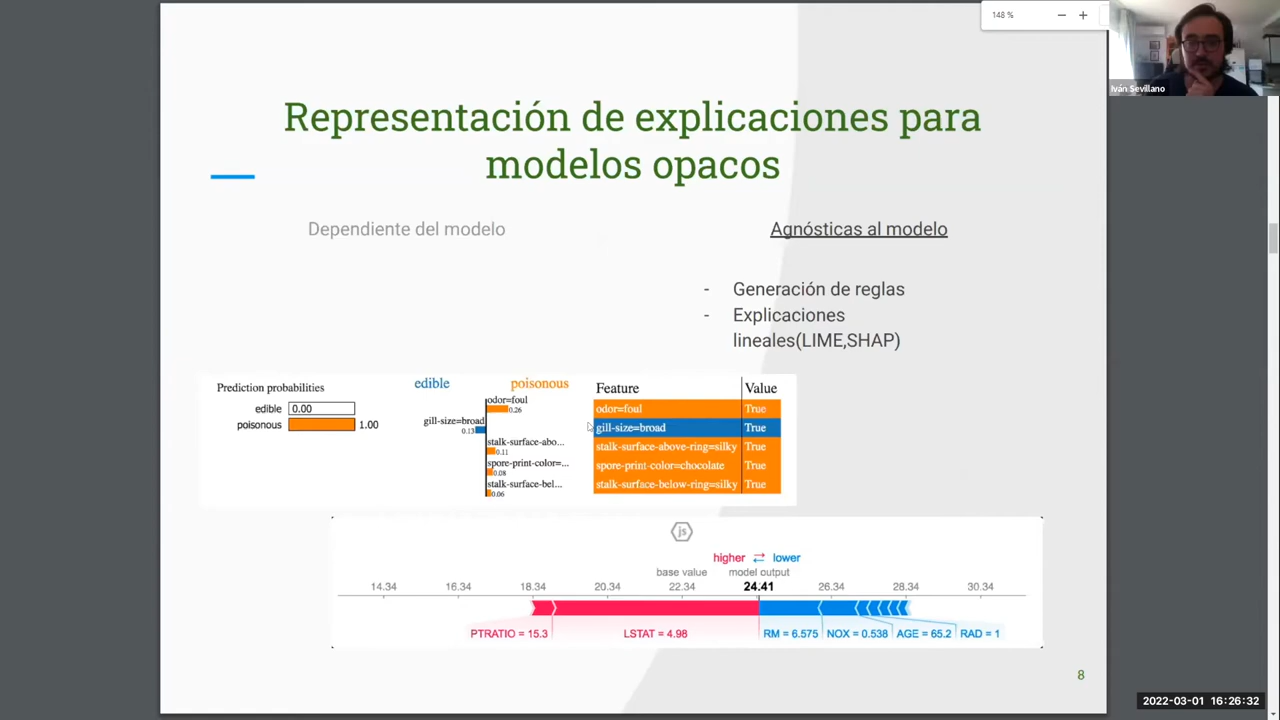 148 %
Iván Sevillano
Representación de explicaciones para
modelos opacos
Dependiente del modelo
Agnósticas al modelo
- Generación de reglas
- Explicaciones
lineales(LIME,SHAP)
Prediction probabilities
edible 0.00
poisonous 1.00
edible poisonous
odor=foul
0.26
gill-size=broad
0.13
stalk-surface-abo...
0.11
spore-print-color=...
0.08
stalk-surface-bel...
0.06
Feature Value
odor=foul True
gill-size=broad True
stalk-surface-above-ring=silky True
spore-print-color=chocolate True
stalk-surface-below-ring=silky True
js
higher ⇄ lower
base value model output
14.34 16.34 18.34 20.34 22.34 24.41 26.34 28.34 30.34
PTRATIO = 15.3 LSTAT = 4.98 RM = 6.575 NOX = 0.538 AGE = 65.2 RAD = 1
8
2022-03-01 16:26:32